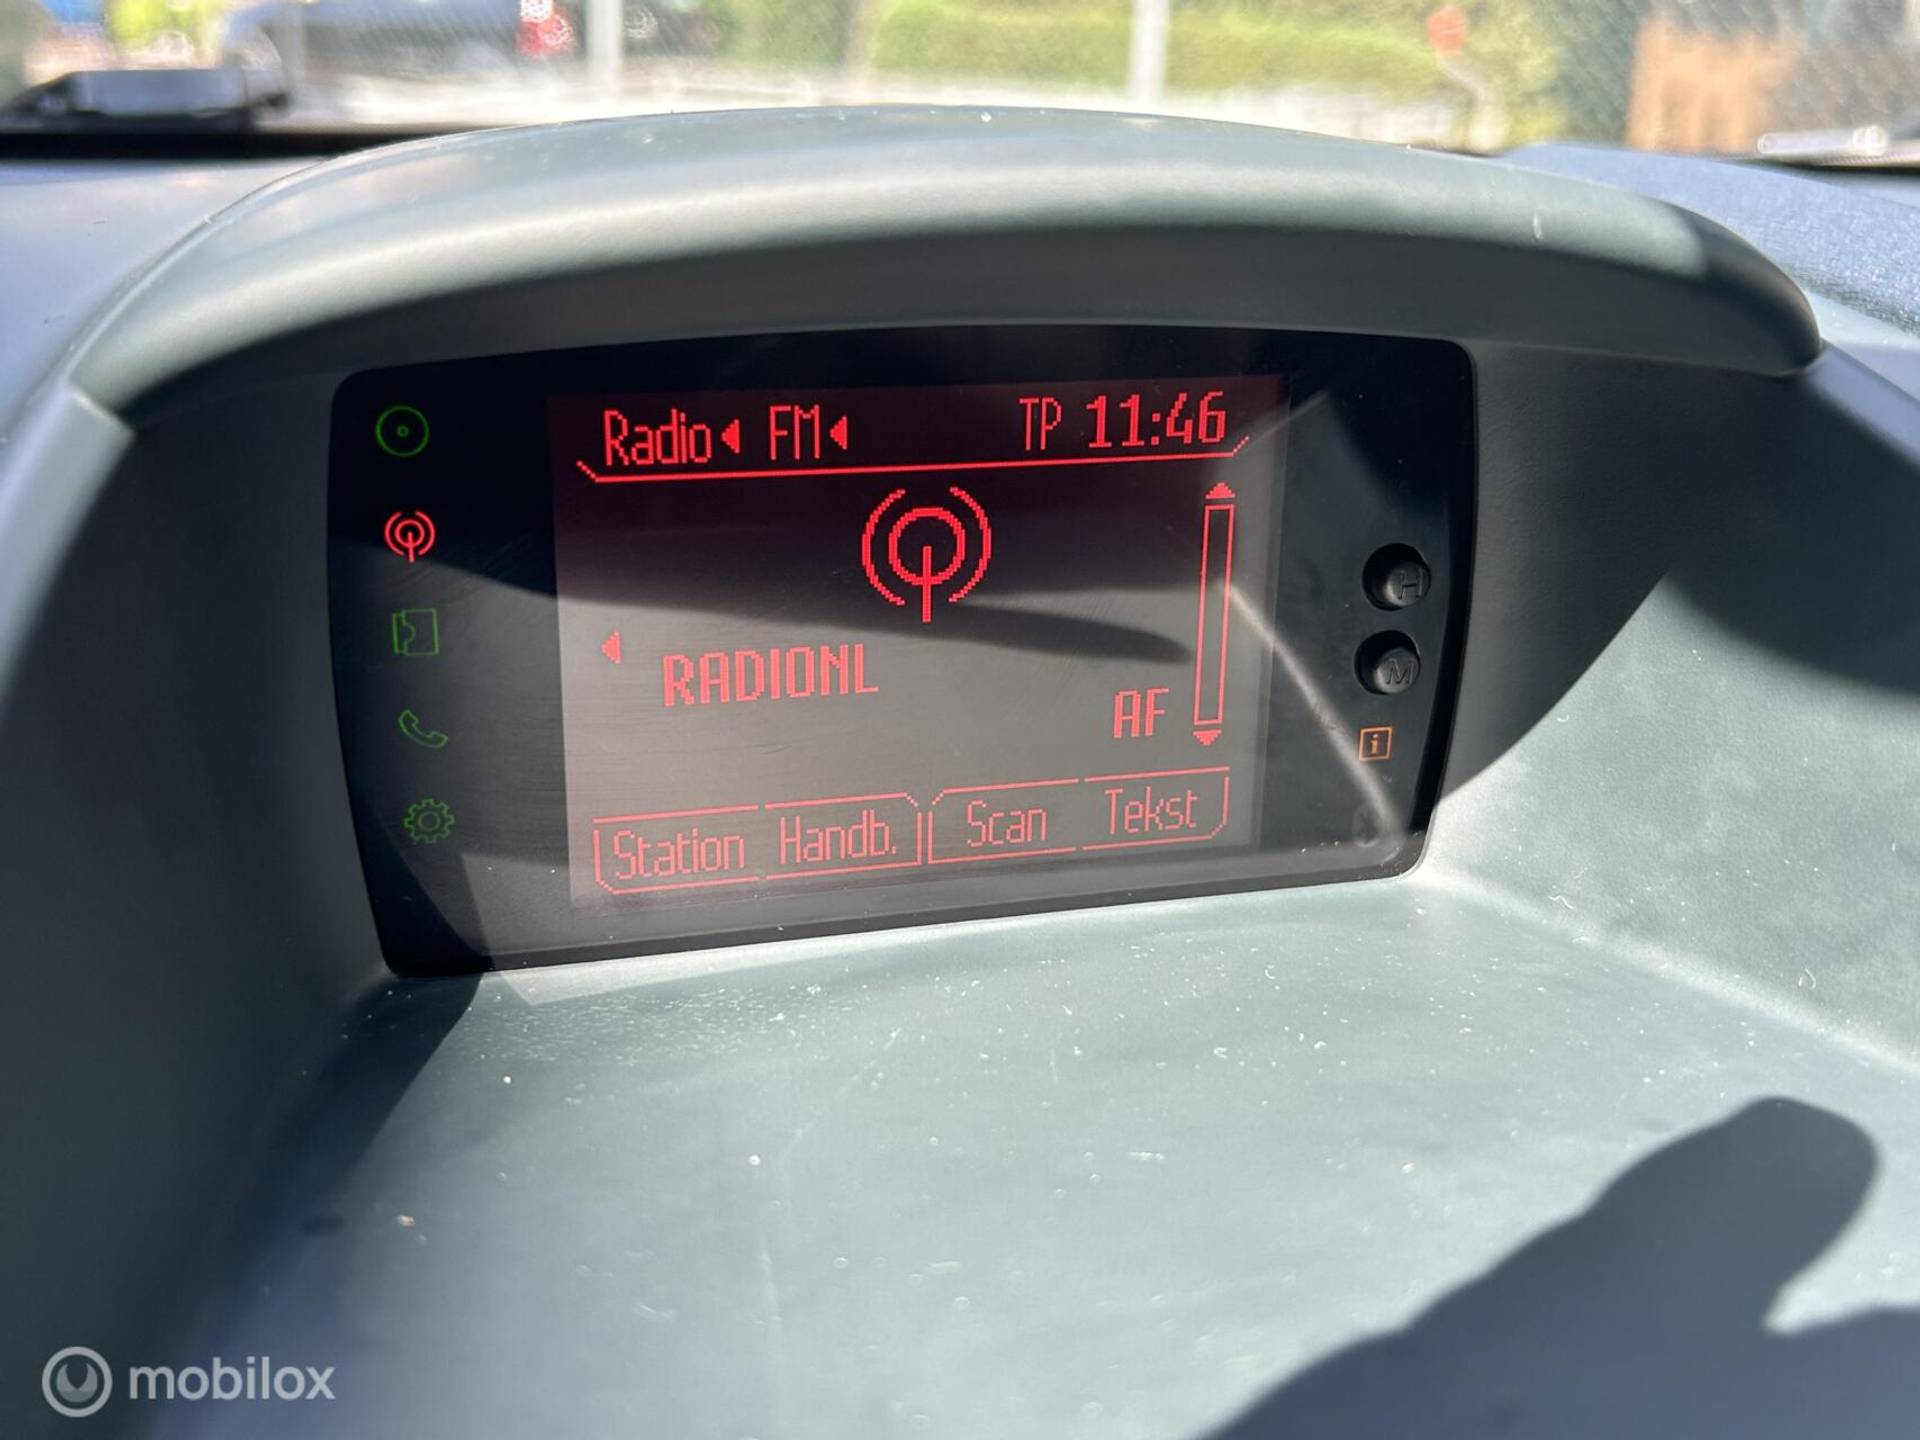 Radio FM TP 11:46
H
RADIONL
M
AF
i
Station Handb. Scan Tekst
mobilox